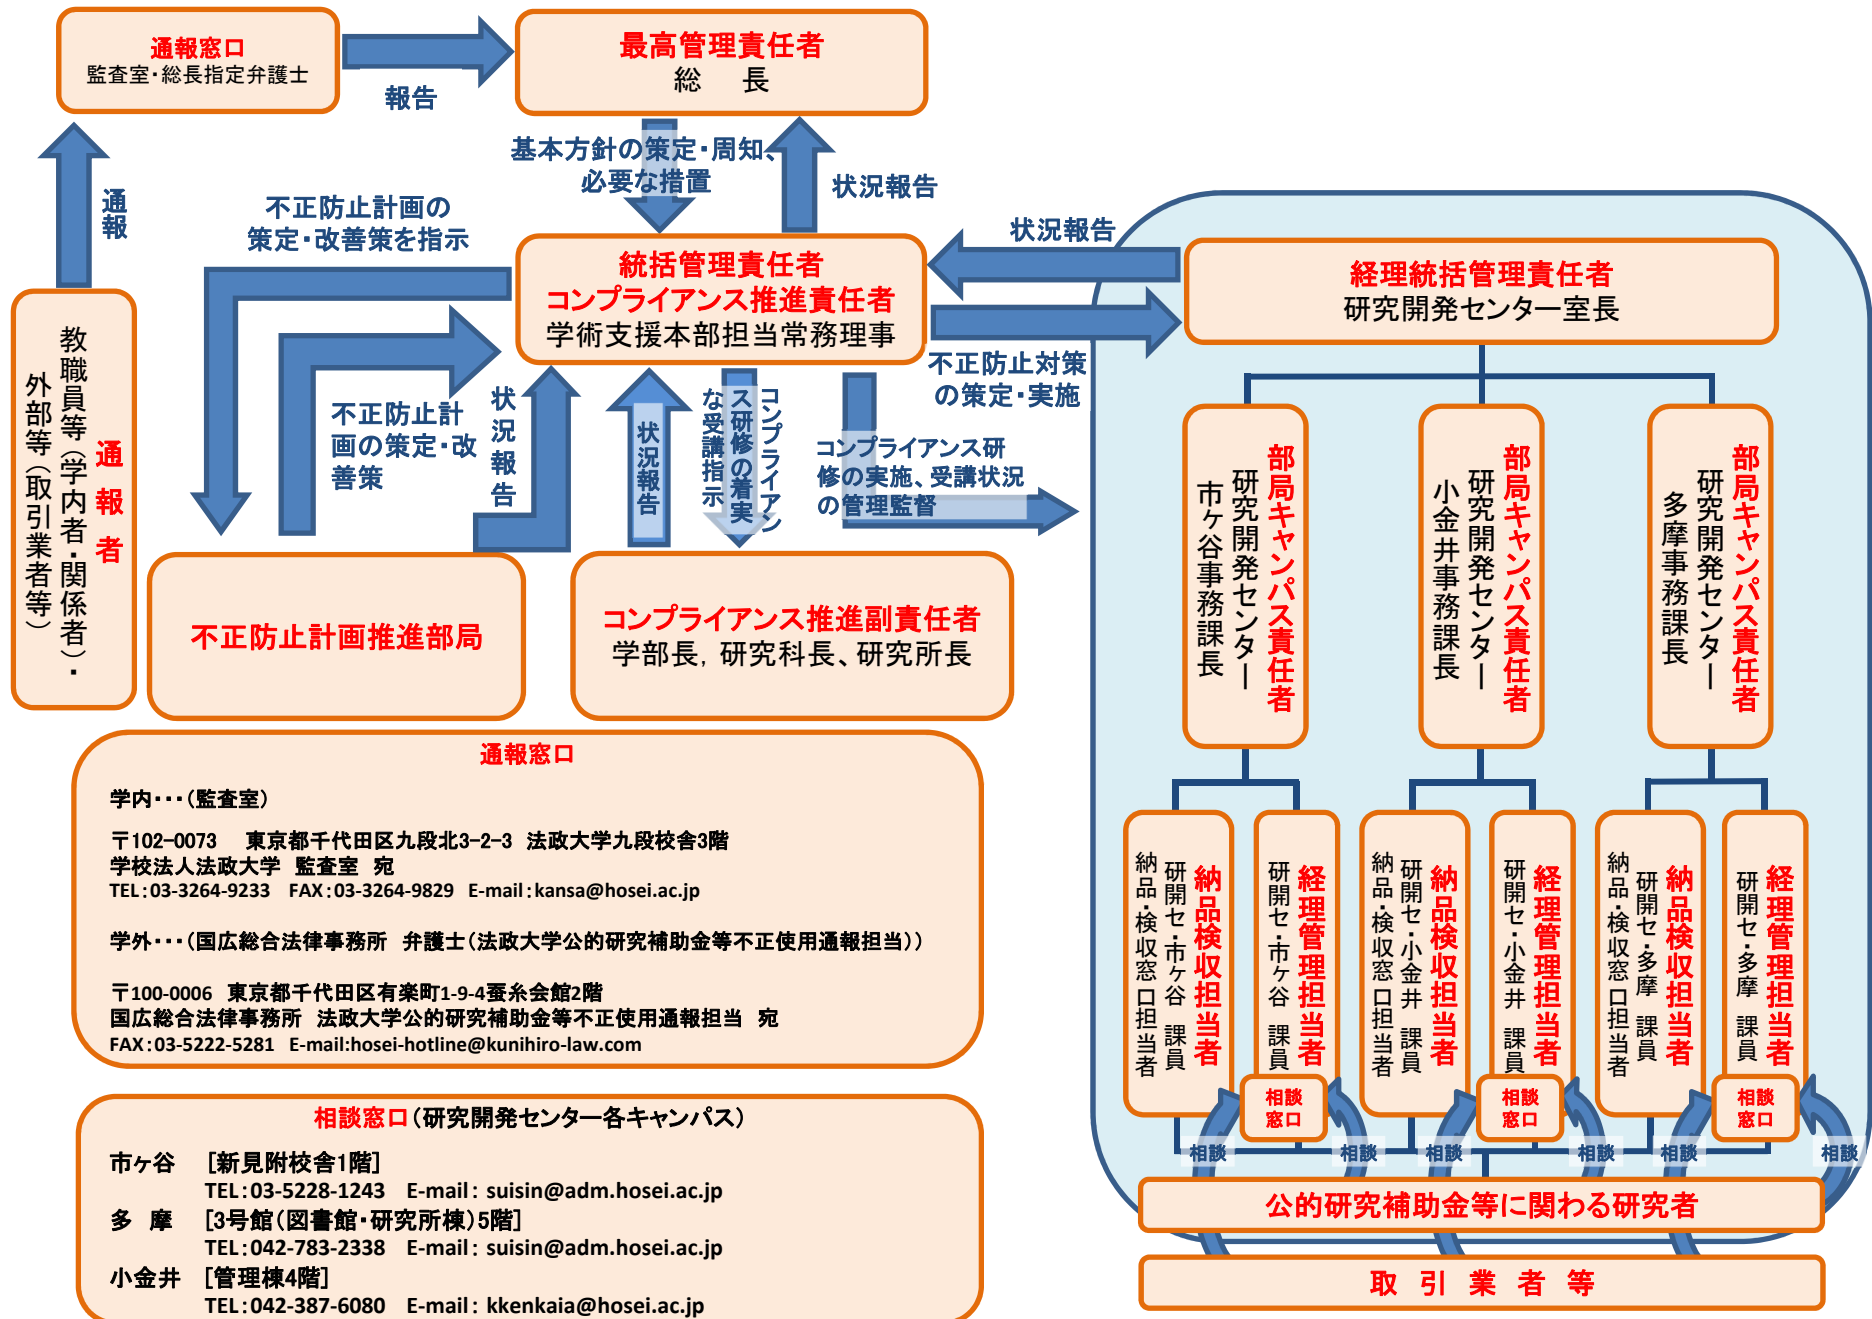 通報窓口
監査室・総長指定弁護士
報告
最高管理責任者
総　長
通報
基本方針の策定・周知、
必要な措置
状況報告
不正防止計画の
策定・改善策を指示
統括管理責任者
コンプライアンス推進責任者
学術支援本部担当常務理事
状況報告
不正防止対策
の策定・実施
経理統括管理責任者
研究開発センター室長
通報者
教職員等（学内者・関係者）・
外部等（取引業者等）
不正防止計
画の策定・改
善策
状況報告
状況報告
コンプライアン
ス研修の着実
な受講指示
コンプライアンス研
修の実施、受講状況
の管理監督
不正防止計画推進部局
コンプライアンス推進副責任者
学部長，研究科長、研究所長
部局キャンパス責任者
研究開発センター
市ヶ谷事務課長
部局キャンパス責任者
研究開発センター
小金井事務課長
部局キャンパス責任者
研究開発センター
多摩事務課長
納品検収担当者
研開セ・市ヶ谷　課員
納品・検収窓口担当者
経理管理担当者
研開セ・市ヶ谷　課員
納品検収担当者
研開セ・小金井　課員
納品・検収窓口担当者
経理管理担当者
研開セ・小金井　課員
納品検収担当者
研開セ・多摩　課員
納品・検収窓口担当者
経理管理担当者
研開セ・多摩　課員
相談
窓口
相談
窓口
相談
窓口
相談
相談
相談
相談
相談
相談
公的研究補助金等に関わる研究者
取引業者等
通報窓口
学内・・・（監査室）
〒102-0073　東京都千代田区九段北3-2-3　法政大学九段校舎3階
学校法人法政大学　監査室　宛
TEL：03-3264-9233　FAX：03-3264-9829　E-mail：kansa@hosei.ac.jp
学外・・・（国広総合法律事務所　弁護士（法政大学公的研究補助金等不正使用通報担当））
〒100-0006　東京都千代田区有楽町1-9-4蚕糸会館2階
国広総合法律事務所　法政大学公的研究補助金等不正使用通報担当　宛
FAX：03-5222-5281　E-mail:hosei-hotline@kunihiro-law.com
相談窓口（研究開発センター各キャンパス）
市ヶ谷　［新見附校舎1階］
TEL：03-5228-1243　E-mail：suisin@adm.hosei.ac.jp
多　摩　［3号館（図書館・研究所棟）5階］
TEL：042-783-2338　E-mail：suisin@adm.hosei.ac.jp
小金井　［管理棟4階］
TEL：042-387-6080　E-mail：kkenkaia@hosei.ac.jp